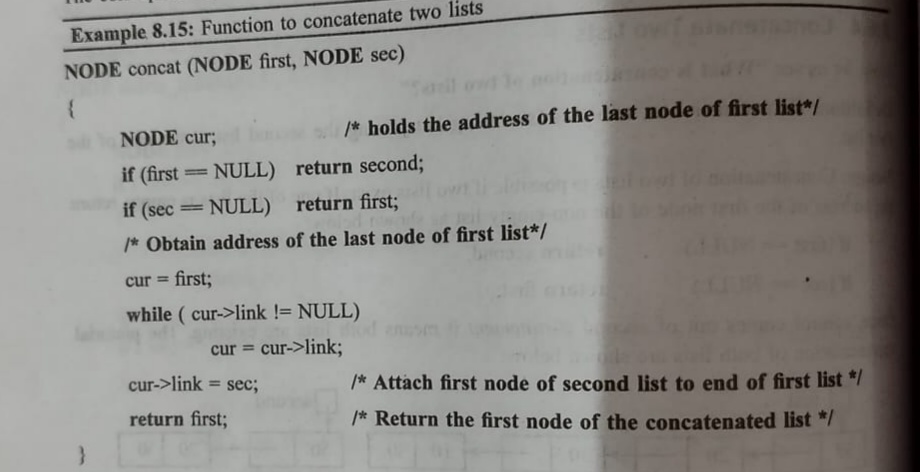 Example 8.15: Function to concatenate two lists
NODE concat (NODE first, NODE sec)
{
NODE cur; /* holds the address of the last node of first list*/
if (first == NULL) return second;
if (sec == NULL) return first;
/* Obtain address of the last node of first list*/
cur = first;
while ( cur->link != NULL)
cur = cur->link;
cur->link = sec; /* Attach first node of second list to end of first list */
return first; /* Return the first node of the concatenated list */
}